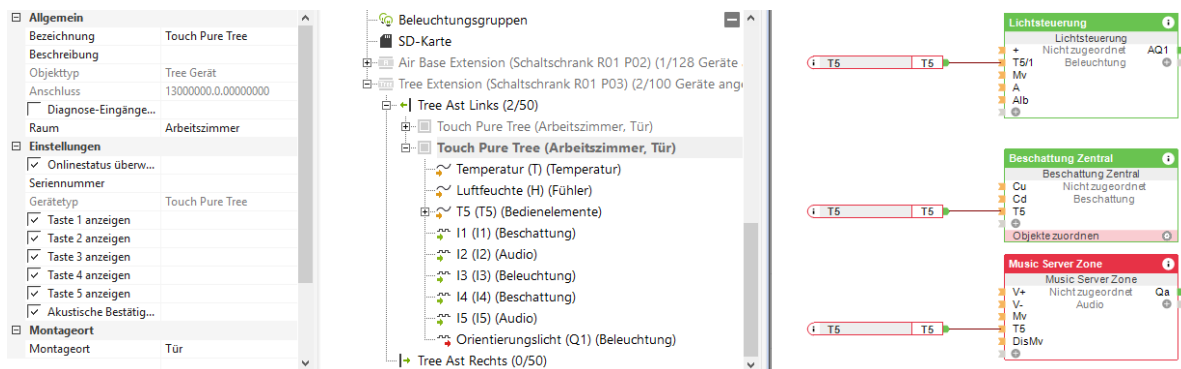 Allgemein
Bezeichnung Touch Pure Tree
Beschreibung
Objekttyp Tree Gerät
Anschluss 13000000.0.00000000
Diagnose-Eingänge...
Raum Arbeitszimmer
Einstellungen
Onlinestatus überw...
Seriennummer
Gerätetyp Touch Pure Tree
Taste 1 anzeigen
Taste 2 anzeigen
Taste 3 anzeigen
Taste 4 anzeigen
Taste 5 anzeigen
Akustische Bestätig...
Montageort
Montageort Tür
Beleuchtungsgruppen
SD-Karte
Air Base Extension (Schaltschrank R01 P02) (1/128 Geräte
Tree Extension (Schaltschrank R01 P03) (2/100 Geräte ang
Tree Ast Links (2/50)
Touch Pure Tree (Arbeitszimmer, Tür)
Touch Pure Tree (Arbeitszimmer, Tür)
Temperatur (T) (Temperatur)
Luftfeuchte (H) (Fühler)
T5 (T5) (Bedienelemente)
I1 (I1) (Beschattung)
I2 (I2) (Audio)
I3 (I3) (Beleuchtung)
I4 (I4) (Beschattung)
I5 (I5) (Audio)
Orientierungslicht (Q1) (Beleuchtung)
Tree Ast Rechts (0/50)
Lichtsteuerung i
Lichtsteuerung
+ Nicht zugeordnet AQ1
i T5 T5 T5/1 Beleuchtung
Mv
A
Alb
Beschattung Zentral i
Beschattung Zentral
Cu Nicht zugeordnet
Cd Beschattung
i T5 T5 T5
Objekte zuordnen
Music Server Zone i
Music Server Zone
V+ Nicht zugeordnet Qa
V- Audio
Mv
i T5 T5 T5
DisMv